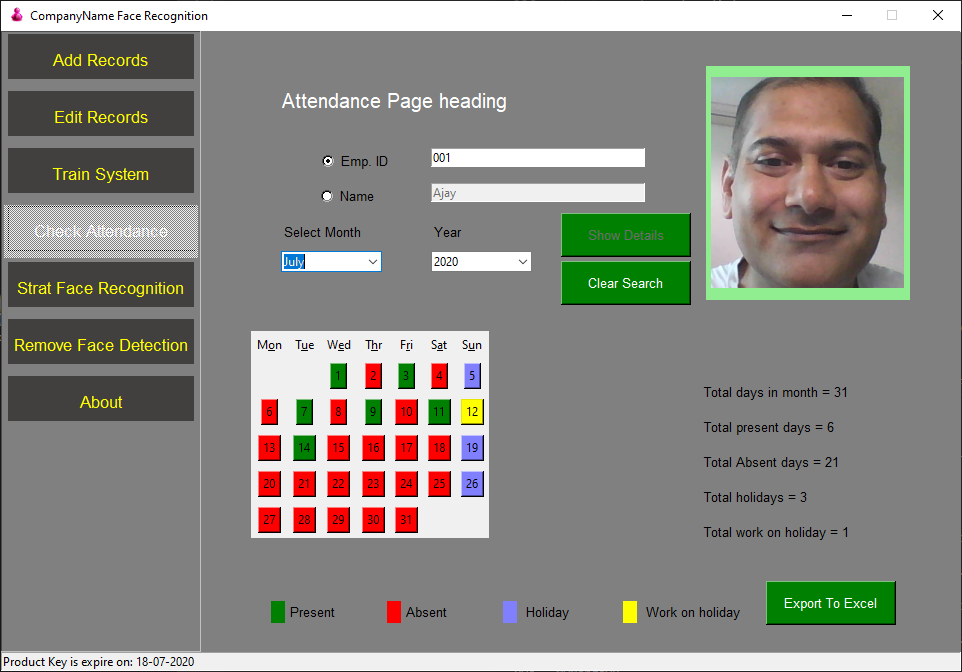 CompanyName Face Recognition
Add Records
Edit Records
Train System
Check Attendance
Strat Face Recognition
Remove Face Detection
About
Attendance Page heading
Emp. ID 001
Name Ajay
Select Month Year
July 2020
Show Details
Clear Search
Mon Tue Wed Thr Fri Sat Sun
1 2 3 4 5
6 7 8 9 10 11 12
13 14 15 16 17 18 19
20 21 22 23 24 25 26
27 28 29 30 31
Total days in month = 31
Total present days = 6
Total Absent days = 21
Total holidays = 3
Total work on holiday = 1
Present Absent Holiday Work on holiday
Export To Excel
Product Key is expire on: 18-07-2020